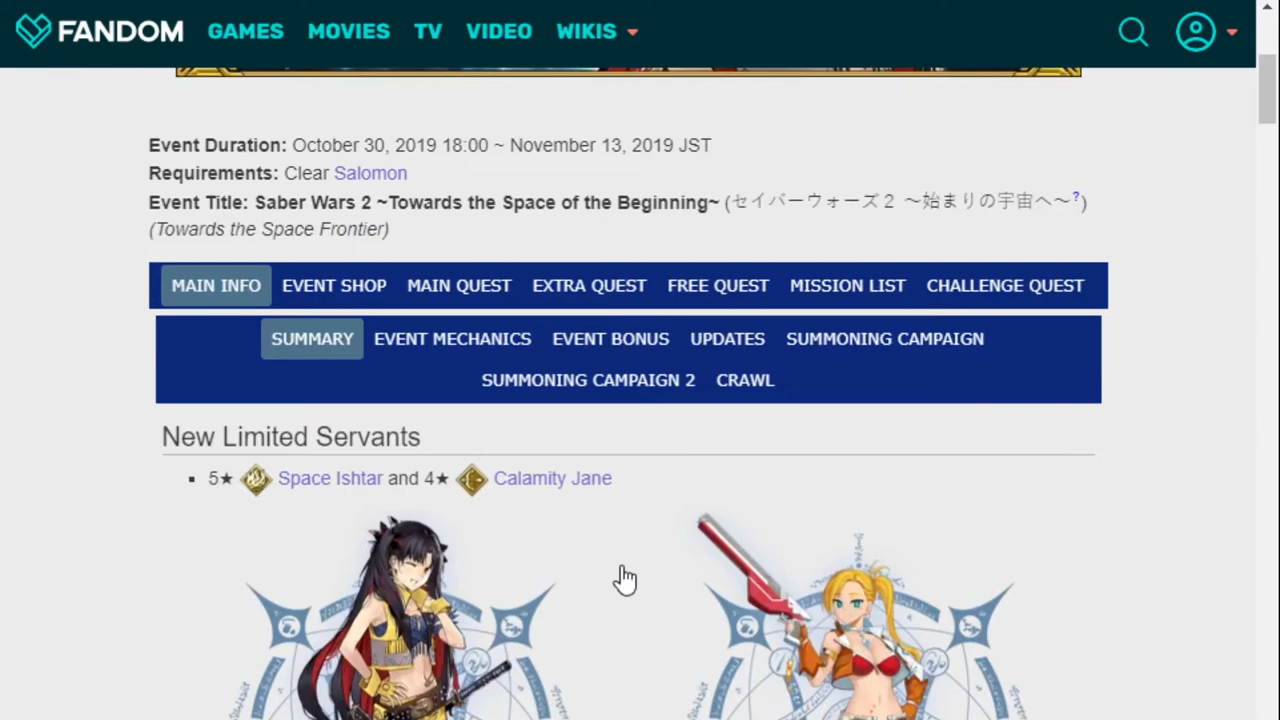 FANDOM GAMES MOVIES TV VIDEO WIKIS
Event Duration: October 30, 2019 18:00 ~ November 13, 2019 JST
Requirements: Clear Salomon
Event Title: Saber Wars 2 ~Towards the Space of the Beginning~ (セイバーウォーズ２ ～始まりの宇宙へ～?)
(Towards the Space Frontier)
MAIN INFO EVENT SHOP MAIN QUEST EXTRA QUEST FREE QUEST MISSION LIST CHALLENGE QUEST
SUMMARY EVENT MECHANICS EVENT BONUS UPDATES SUMMONING CAMPAIGN
SUMMONING CAMPAIGN 2 CRAWL
New Limited Servants
▪ 5★ Space Ishtar and 4★ Calamity Jane